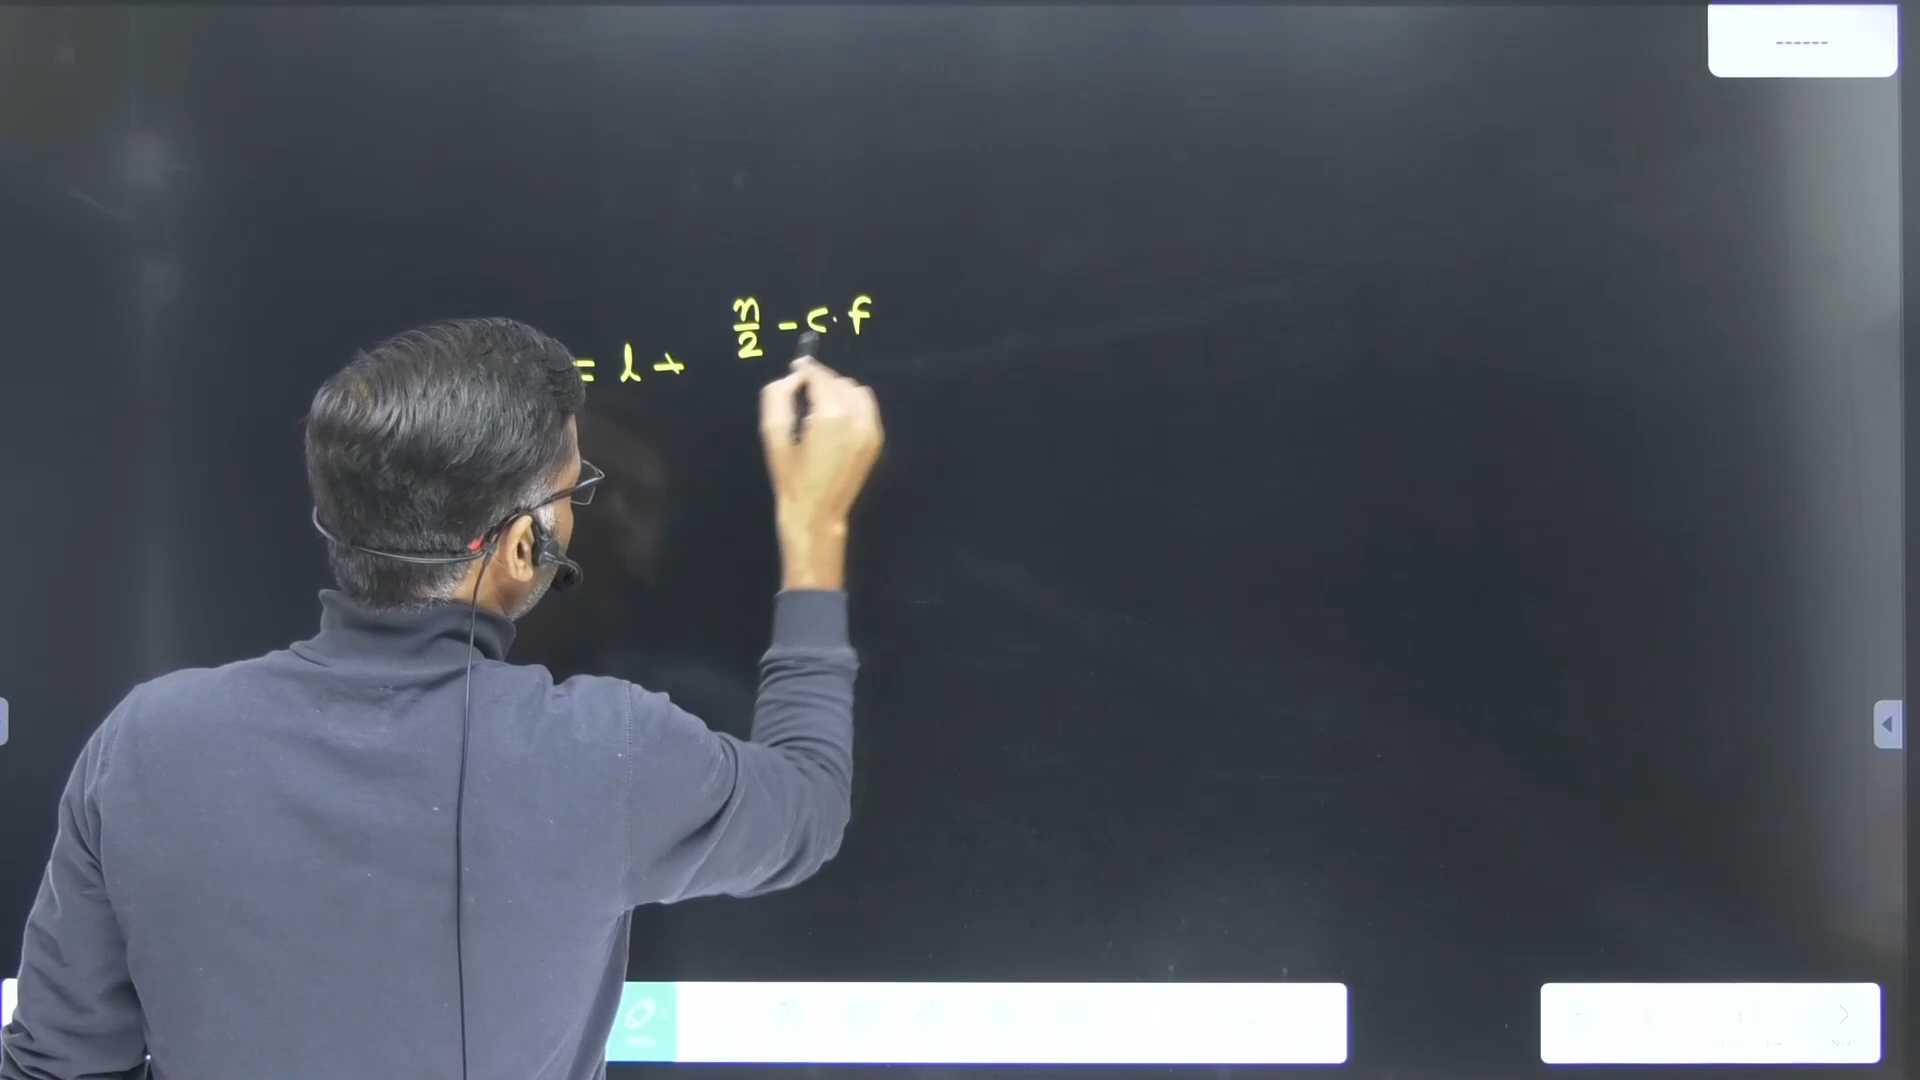 = l + n/2 - c.f
------